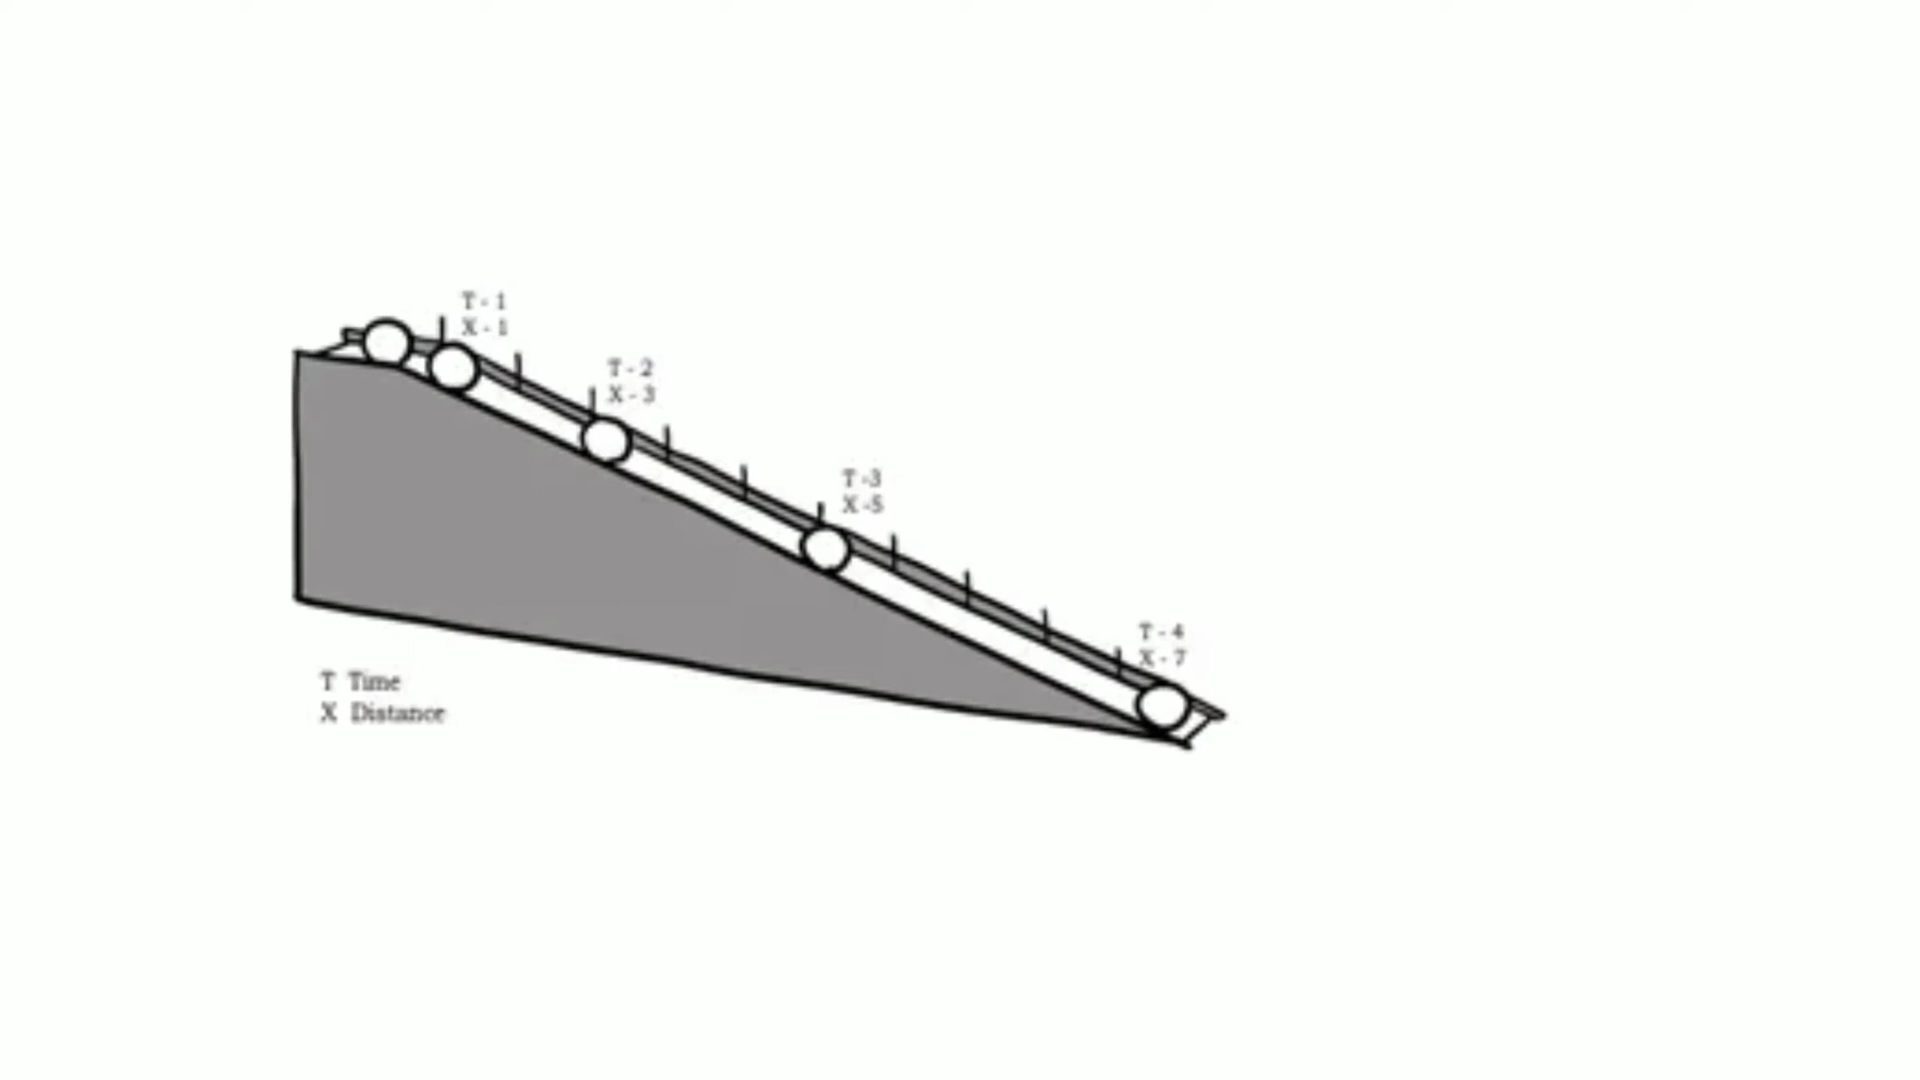 T - 1
X - 1
T - 2
X - 3
T -3
X -5
T - 4
X - 7
T Time
X Distance